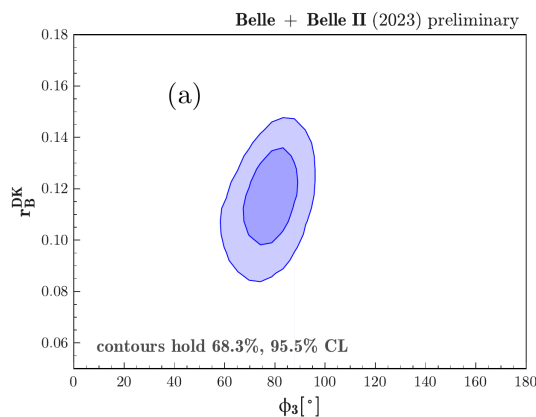 Belle + Belle II (2023) preliminary
0.18
0.16
(a)
0.14
0.12
r_B^DK
0.10
0.08
0.06
contours hold 68.3%, 95.5% CL
0 20 40 60 80 100 120 140 160 180
ϕ₃[°]